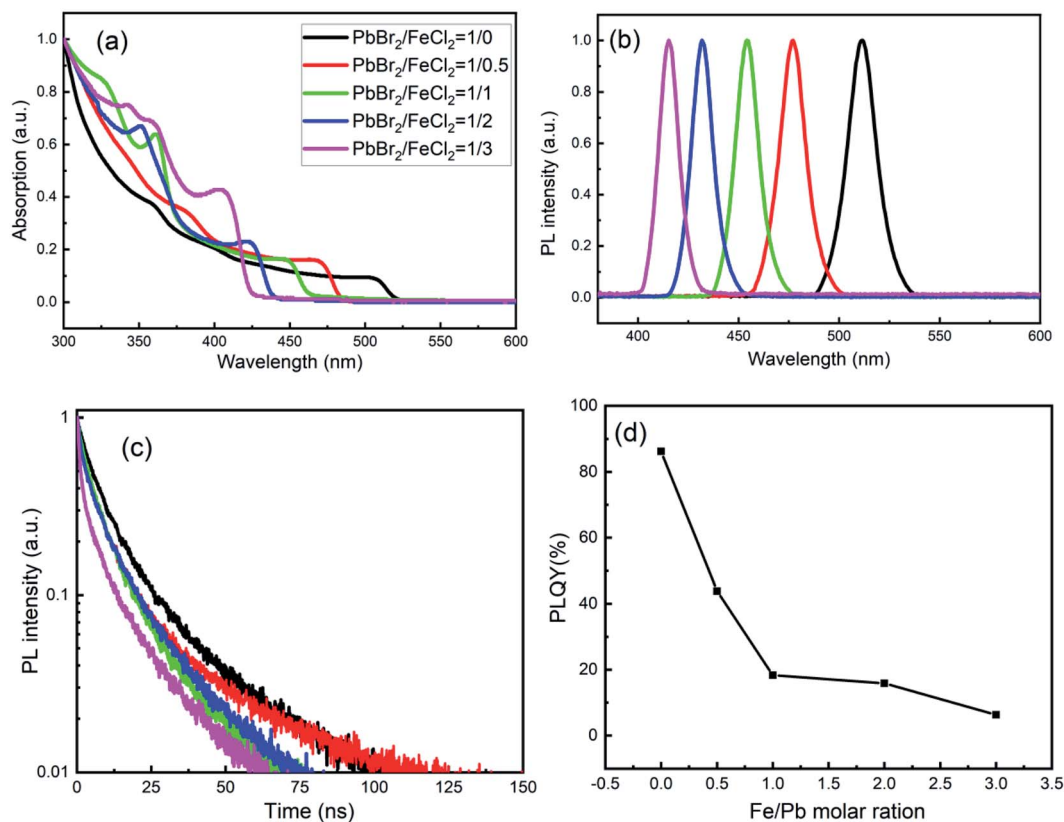 (a)
PbBr₂/FeCl₂=1/0
PbBr₂/FeCl₂=1/0.5
PbBr₂/FeCl₂=1/1
PbBr₂/FeCl₂=1/2
PbBr₂/FeCl₂=1/3
1.0
0.8
0.6
0.4
0.2
0.0
Absorption (a.u.)
300 350 400 450 500 550 600
Wavelength (nm)
(b)
1.0
0.8
0.6
0.4
0.2
0.0
PL intensity (a.u.)
400 450 500 550 600
Wavelength (nm)
(c)
1
0.1
0.01
PL intensity (a.u.)
0 25 50 75 100 125 150
Time (ns)
(d)
100
80
60
40
20
0
PLQY(%)
-0.5 0.0 0.5 1.0 1.5 2.0 2.5 3.0 3.5
Fe/Pb molar ration